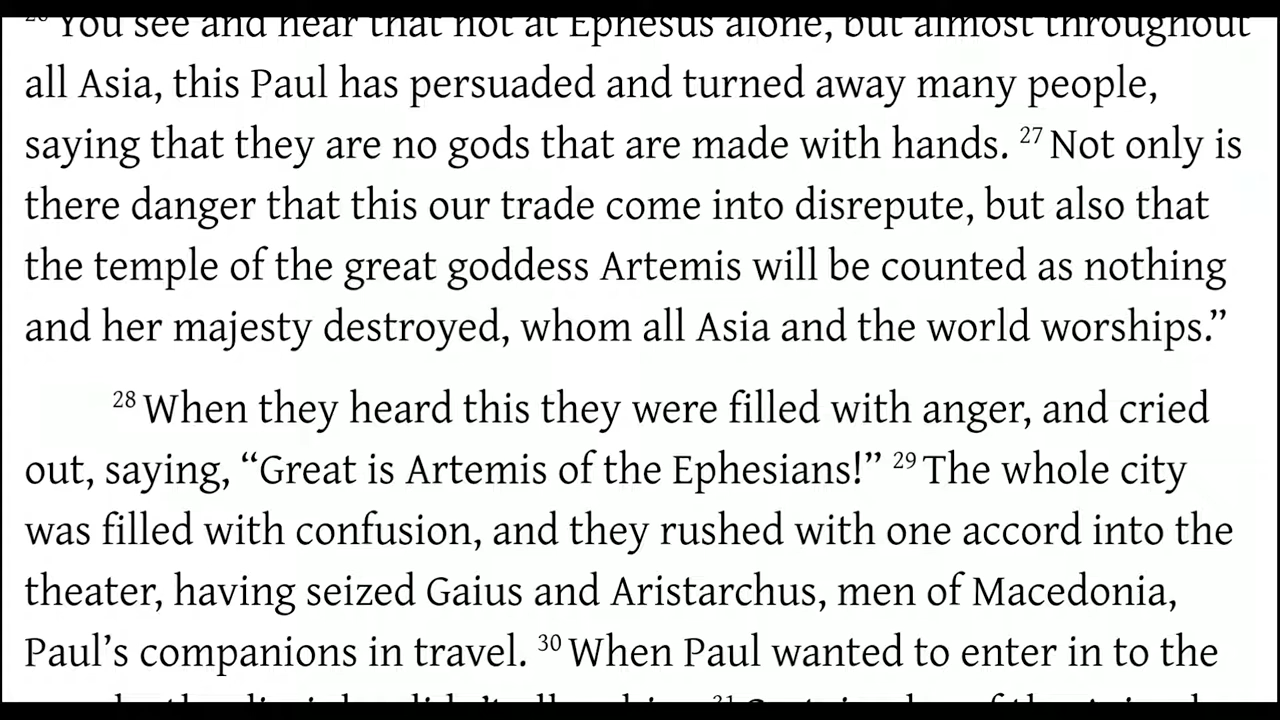 26 You see and hear that not at Ephesus alone, but almost throughout
all Asia, this Paul has persuaded and turned away many people,
saying that they are no gods that are made with hands. 27 Not only is
there danger that this our trade come into disrepute, but also that
the temple of the great goddess Artemis will be counted as nothing
and her majesty destroyed, whom all Asia and the world worships.”
28 When they heard this they were filled with anger, and cried
out, saying, “Great is Artemis of the Ephesians!” 29 The whole city
was filled with confusion, and they rushed with one accord into the
theater, having seized Gaius and Aristarchus, men of Macedonia,
Paul’s companions in travel. 30 When Paul wanted to enter in to the